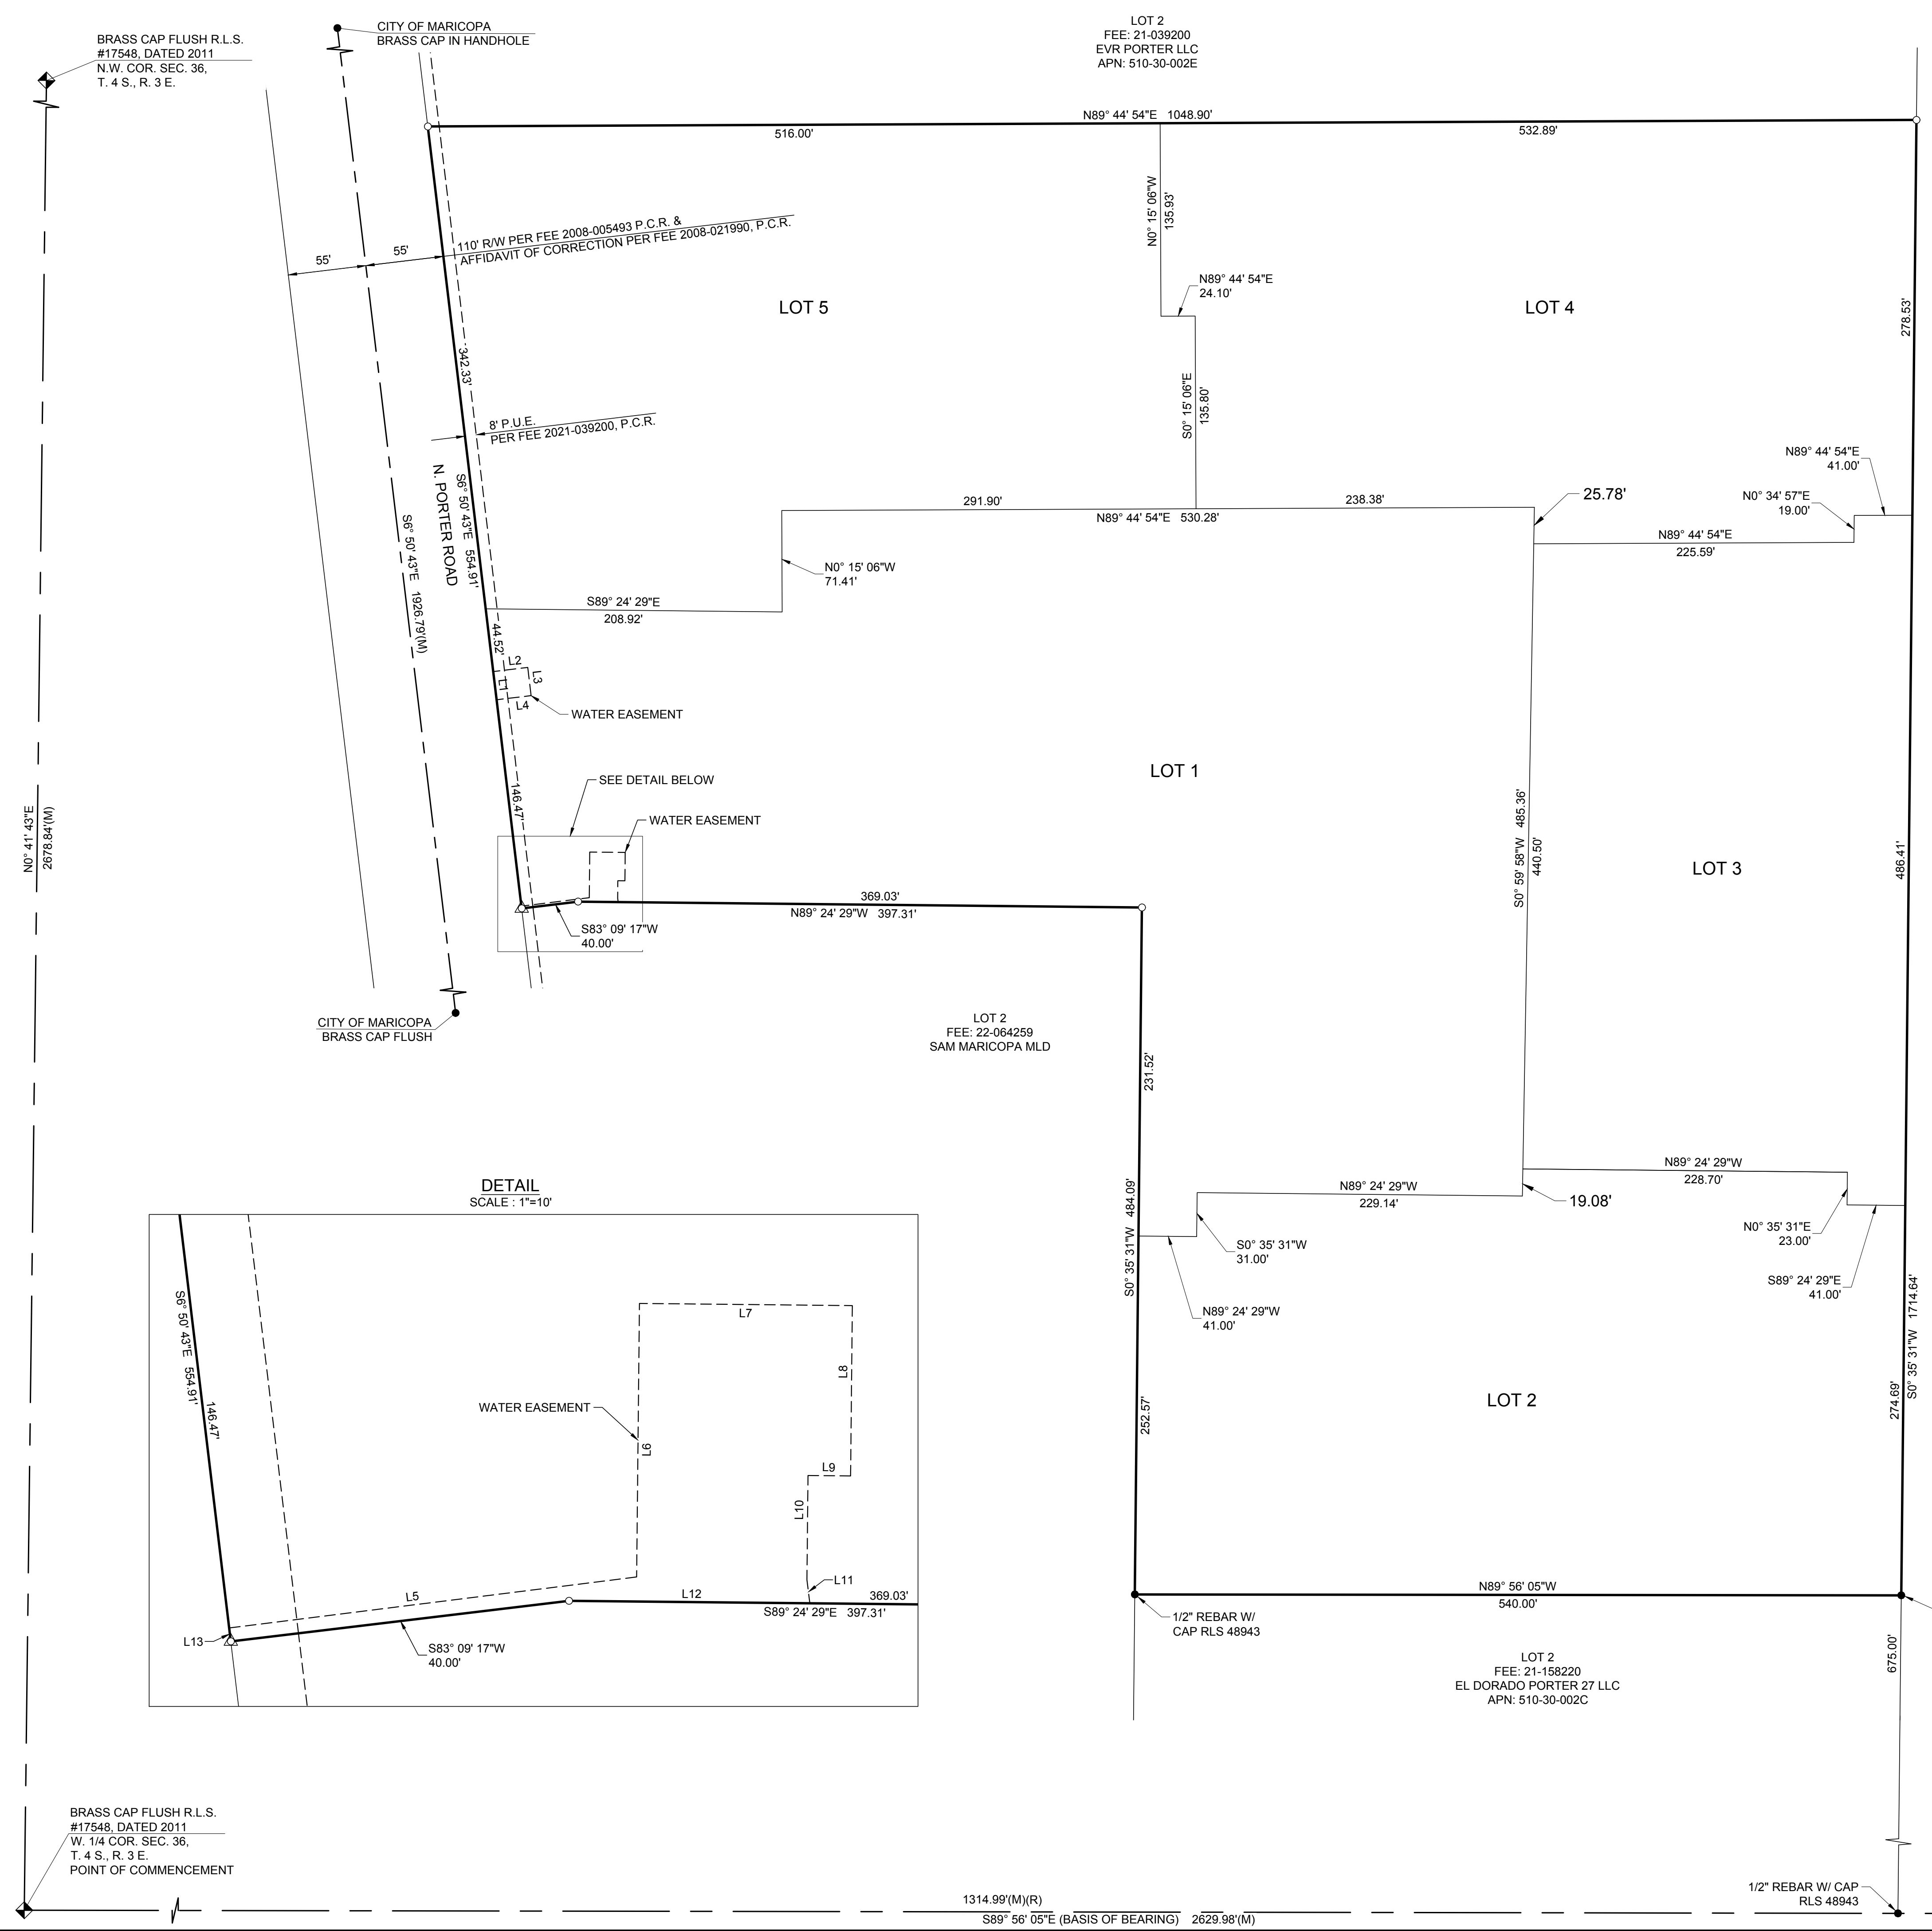 LOT 2
FEE: 21-039200
EVR PORTER LLC
APN: 510-30-002E
CITY OF MARICOPA
BRASS CAP IN HANDHOLE
BRASS CAP FLUSH R.L.S.
#17548, DATED 2011
N.W. COR. SEC. 36,
T. 4 S., R. 3 E.
N89° 44' 54"E 1048.90'
516.00'
532.89'
N0° 15' 06"W
135.93'
110' R/W PER FEE 2008-005493 P.C.R. &
AFFIDAVIT OF CORRECTION PER FEE 2008-021990, P.C.R.
55'
55'
N89° 44' 54"E
24.10'
LOT 5
LOT 4
278.53'
342.33'
S0° 15' 06"E
135.80'
8' P.U.E.
PER FEE 2021-039200, P.C.R.
N89° 44' 54"E
41.00'
N. PORTER ROAD
S6° 50' 43"E 554.91'
S6° 50' 43"E 1926.79'(M)
291.90'
238.38'
N89° 44' 54"E 530.28'
25.78'
N0° 34' 57"E
19.00'
N89° 44' 54"E
225.59'
N0° 15' 06"W
71.41'
S89° 24' 29"E
208.92'
44.52'
L2
L3
L1
L4
WATER EASEMENT
LOT 1
SEE DETAIL BELOW
146.47'
WATER EASEMENT
N0° 41' 43"E
2678.84'(M)
S0° 59' 58"W 485.36'
440.50'
LOT 3
486.41'
369.03'
N89° 24' 29"W 397.31'
S83° 09' 17"W
40.00'
CITY OF MARICOPA
BRASS CAP FLUSH
LOT 2
FEE: 22-064259
SAM MARICOPA MLD
231.52'
S0° 35' 31"W 484.09'
N89° 24' 29"W
228.70'
N89° 24' 29"W
229.14'
19.08'
N0° 35' 31"E
23.00'
S0° 35' 31"W
31.00'
S89° 24' 29"E
41.00'
N89° 24' 29"W
41.00'
S0° 35' 31"W 1714.64'
DETAIL
SCALE : 1"=10'
S6° 50' 43"E 554.91'
146.47'
L7
L8
WATER EASEMENT
L6
L9
L10
L11
L5
L12
369.03'
S89° 24' 29"E 397.31'
L13
S83° 09' 17"W
40.00'
252.57'
LOT 2
274.69'
N89° 56' 05"W
540.00'
1/2" REBAR W/
CAP RLS 48943
LOT 2
FEE: 21-158220
EL DORADO PORTER 27 LLC
APN: 510-30-002C
675.00'
BRASS CAP FLUSH R.L.S.
#17548, DATED 2011
W. 1/4 COR. SEC. 36,
T. 4 S., R. 3 E.
POINT OF COMMENCEMENT
1/2" REBAR W/ CAP
RLS 48943
1314.99'(M)(R)
S89° 56' 05"E (BASIS OF BEARING) 2629.98'(M)